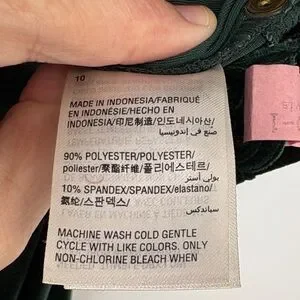 10
MADE IN INDONESIA/FABRIQUÉ
EN INDONÉSIE/HECHO EN
INDONESIA/印尼制造/인도네시아산/
صنع في إندونيسيا
90% POLYESTER/POLYESTER/
poliester/聚酯纤维/폴리에스테르/
بولي أستر
10% SPANDEX/SPANDEX/elastano/
氨纶/스판덱스/
سباندكس
MACHINE WASH COLD GENTLE
CYCLE WITH LIKE COLORS. ONLY
NON-CHLORINE BLEACH WHEN